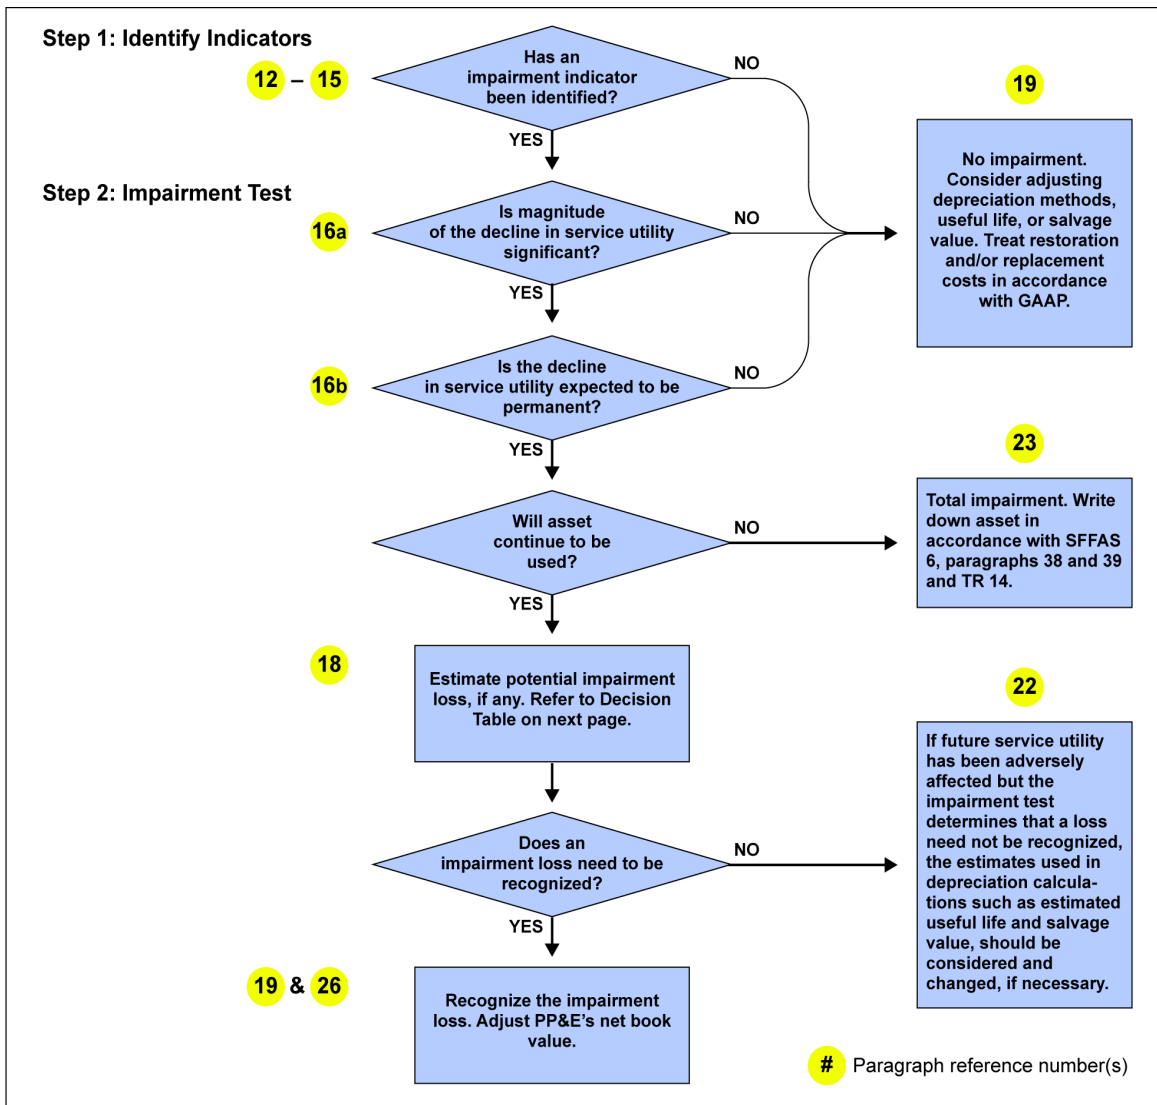 Step 1: Identify Indicators
12 – 15
Has an
impairment indicator
been identified?
NO
YES
19
No impairment.
Consider adjusting
depreciation methods,
useful life, or salvage
value. Treat restoration
and/or replacement
costs in accordance
with GAAP.
Step 2: Impairment Test
16a
Is magnitude
of the decline in service utility
significant?
NO
YES
16b
Is the decline
in service utility expected to be
permanent?
NO
YES
Will asset
continue to be
used?
NO
YES
23
Total impairment. Write
down asset in
accordance with SFFAS
6, paragraphs 38 and 39
and TR 14.
18
Estimate potential impairment
loss, if any. Refer to Decision
Table on next page.
Does an
impairment loss need to be
recognized?
NO
YES
22
If future service utility
has been adversely
affected but the
impairment test
determines that a loss
need not be recognized,
the estimates used in
depreciation calcula-
tions such as estimated
useful life and salvage
value, should be
considered and
changed, if necessary.
19 & 26
Recognize the impairment
loss. Adjust PP&E’s net book
value.
# Paragraph reference number(s)